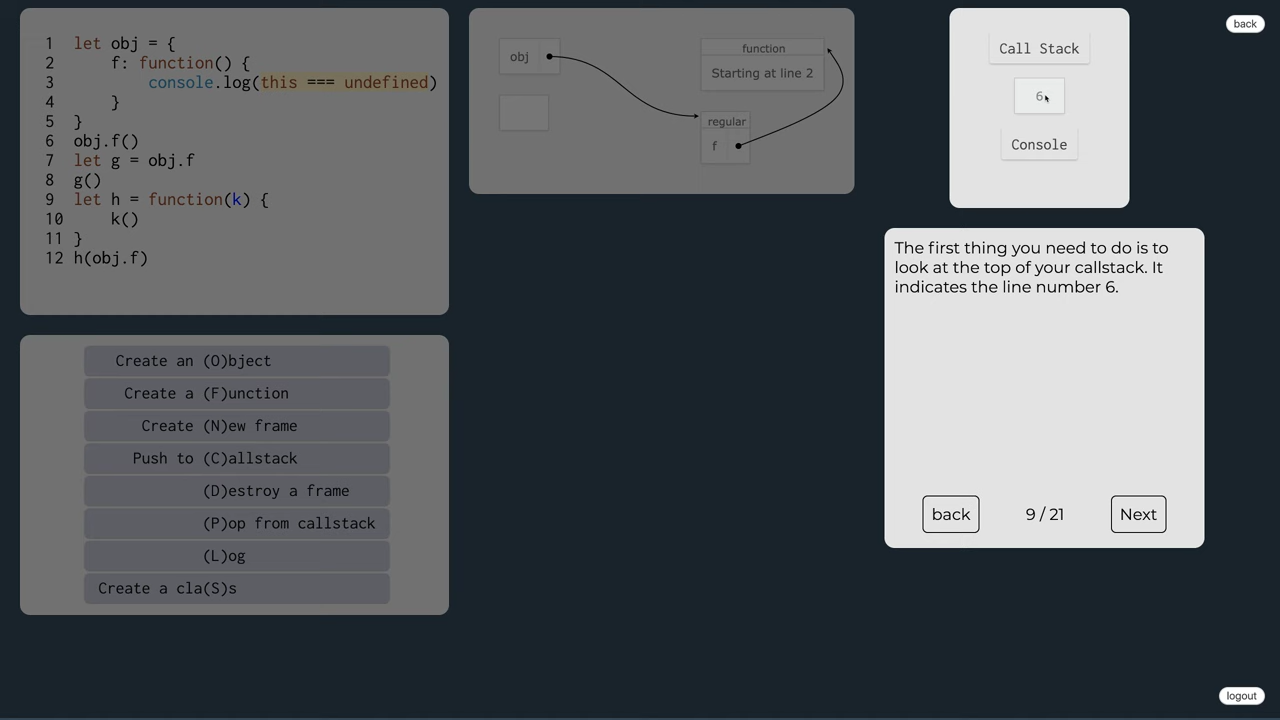 1 let obj = {
2 f: function() {
3 console.log(this === undefined)
4 }
5 }
6 obj.f()
7 let g = obj.f
8 g()
9 let h = function(k) {
10 k()
11 }
12 h(obj.f)
Create an (O)bject
Create a (F)unction
Create (N)ew frame
Push to (C)allstack
(D)estroy a frame
(P)op from callstack
(L)og
Create a cla(S)s
obj
function
Starting at line 2
regular
f
Call Stack
6
Console
back
The first thing you need to do is to
look at the top of your callstack. It
indicates the line number 6.
back
9 / 21
Next
logout